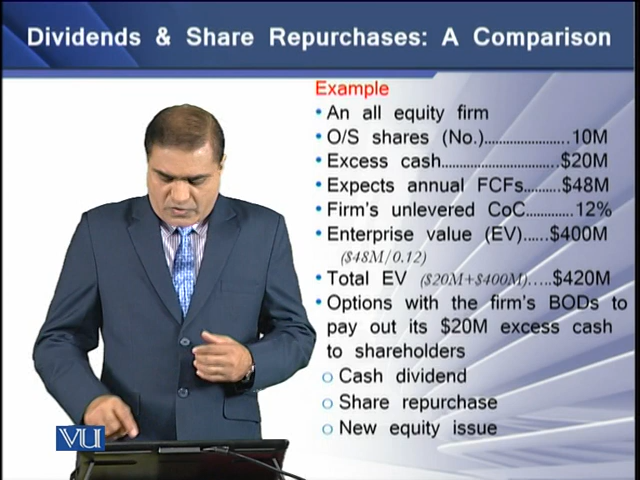 Dividends & Share Repurchases: A Comparison
Example
• An all equity firm
• O/S shares (No.)........................10M
• Excess cash..............................$20M
• Expects annual FCFs.........$48M
• Firm's unlevered CoC.............12%
• Enterprise value (EV)......$400M
($48M/0.12)
• Total EV ($20M+$400M).....$420M
• Options with the firm's BODs to
pay out its $20M excess cash
to shareholders
o Cash dividend
o Share repurchase
o New equity issue
VU